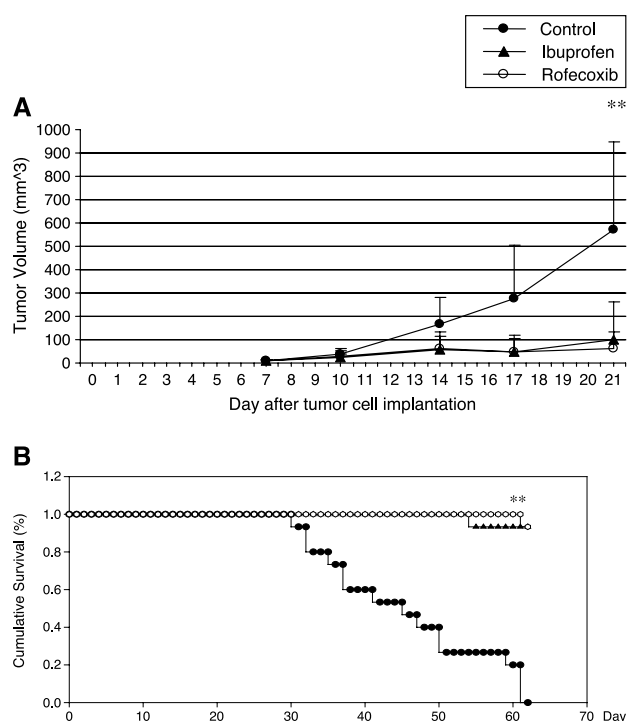 Control
Ibuprofen
Rofecoxib
A
**
Tumor Volume (mm^3)
1000
900
800
700
600
500
400
300
200
100
0
0 1 2 3 4 5 6 7 8 9 10 11 12 13 14 15 16 17 18 19 20 21
Day after tumor cell implantation
B
**
Cumulative Survival (%)
1.2
1.0
0.8
0.6
0.4
0.2
0.0
0 10 20 30 40 50 60 70 Day